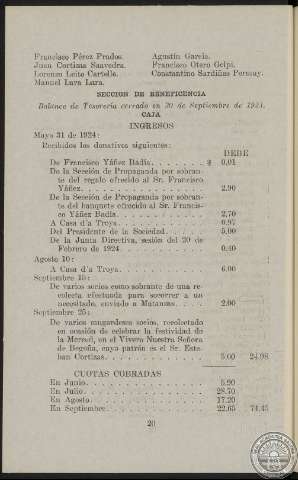 Francisco Pérez Prados. Agustín García.
Juan Cortinas Saavedra. Francisco Otero Golpi.
Lorenzo Leite Cartelle. Constantino Sardiñas Permuy.
Manuel Lava Lara.
SECCION DE BENEFICENCIA
Balance de Tesorería cerrado en 30 de Septiembre de 1924.
CAJA
INGRESOS
Mayo 31 de 1924:
Recibidos los donativos siguientes: DEBE
De Francisco Yáñez Badía. . . . . . . $ 0.01
De la Sección de Propaganda por sobran-
te del regalo ofrecido al Sr. Francisco
Yáñez. . . . . . . . . . . . . . 2.90
De la Sección de Propaganda por sobran-
te del banquete ofrecido al Sr. Francis-
co Yáñez Badía. . . . . . . . . . 2.70
A Casa d'a Troya. . . . . . . . . . 0.97
Del Presidente de la Sociedad. . . . . 5.00
De la Junta Directiva, sesión del 20 de
Febrero de 1924. . . . . . . . . . 0.40
Agosto 10:
A Casa d'a Troya. . . . . . . . . . 6.00
Septiembre 15:
De varios socios como sobrante de una re-
colecta efectuada para socorrer a un
necesitado, enviado a Matanzas. . . . 2.00
Septiembre 25:
De varios mugardeses socios, recolectado
en ocasión de celebrar la festividad de
la Merced, en el Vivero Nuestra Señora
de Begoña, cuyo patrón es el Sr. Este-
ban Cortizas. . . . . . . . . . . 5.00 24.98
CUOTAS COBRADAS
En Junio. . . . . . . . . . . . . 5.90
En Julio. . . . . . . . . . . . . 28.70
En Agosto. . . . . . . . . . . . 17.20
En Septiembre. . . . . . . . . . . 22.65 74.45
20